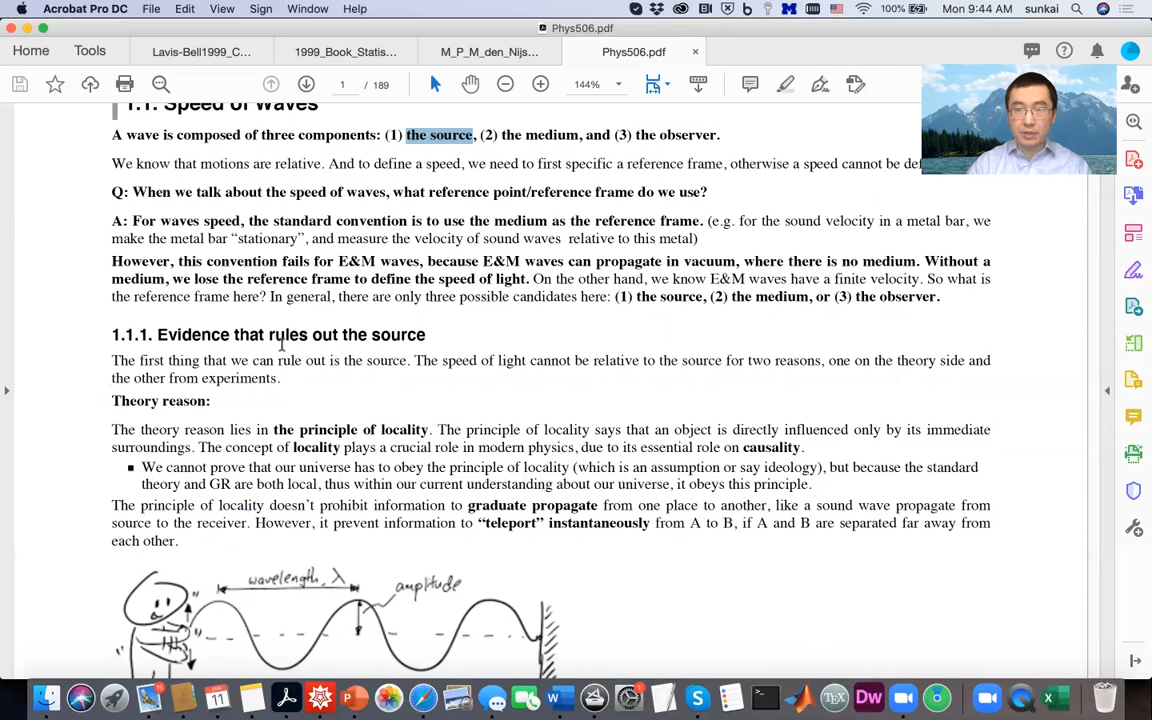 Acrobat Pro DC File Edit View Sign Window Help 100% Mon 9:44 AM sunkai
Phys506.pdf
Home Tools Lavis-Bell1999_C... 1999_Book_Statis... M_P_M_den_Nijs... Phys506.pdf ×
1 / 189 144%
1.1. Speed of Waves
A wave is composed of three components: (1) the source, (2) the medium, and (3) the observer.
We know that motions are relative. And to define a speed, we need to first specific a reference frame, otherwise a speed cannot be
Q: When we talk about the speed of waves, what reference point/reference frame do we use?
A: For waves speed, the standard convention is to use the medium as the reference frame. (e.g. for the sound velocity in a metal bar, we
make the metal bar “stationary”, and measure the velocity of sound waves relative to this metal)
However, this convention fails for E&M waves, because E&M waves can propagate in vacuum, where there is no medium. Without a
medium, we lose the reference frame to define the speed of light. On the other hand, we know E&M waves have a finite velocity. So what is
the reference frame here? In general, there are only three possible candidates here: (1) the source, (2) the medium, or (3) the observer.
1.1.1. Evidence that rules out the source
The first thing that we can rule out is the source. The speed of light cannot be relative to the source for two reasons, one on the theory side and
the other from experiments.
Theory reason:
The theory reason lies in the principle of locality. The principle of locality says that an object is directly influenced only by its immediate
surroundings. The concept of locality plays a crucial role in modern physics, due to its essential role on causality.
▪ We cannot prove that our universe has to obey the principle of locality (which is an assumption or say ideology), but because the standard
theory and GR are both local, thus within our current understanding about our universe, it obeys this principle.
The principle of locality doesn’t prohibit information to graduate propagate from one place to another, like a sound wave propagate from
source to the receiver. However, it prevent information to “teleport” instantaneously from A to B, if A and B are separated far away from
each other.
wavelength, λ
amplitude